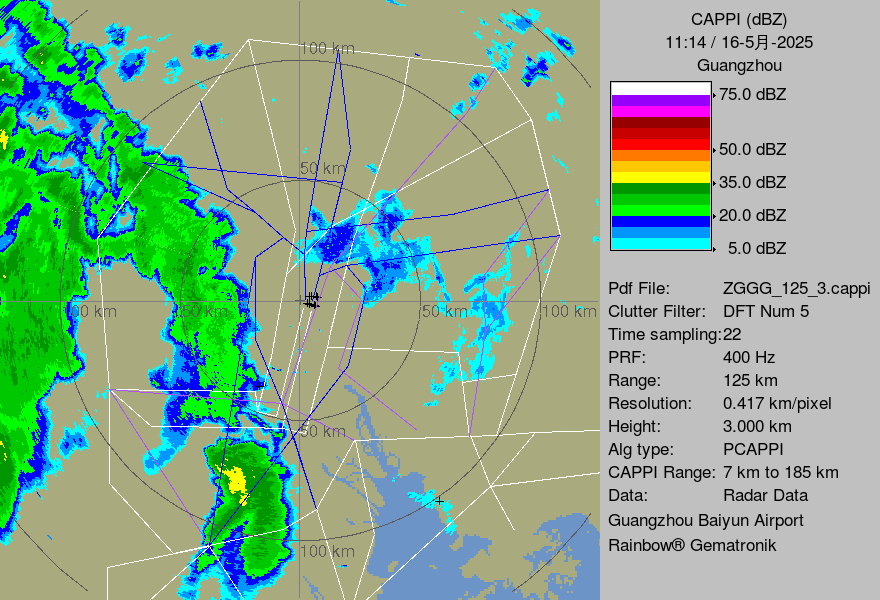 CAPPI (dBZ)
11:14 / 16-5月-2025
Guangzhou
75.0 dBZ
50.0 dBZ
35.0 dBZ
20.0 dBZ
5.0 dBZ
Pdf File: ZGGG_125_3.cappi
Clutter Filter: DFT Num 5
Time sampling:22
PRF: 400 Hz
Range: 125 km
Resolution: 0.417 km/pixel
Height: 3.000 km
Alg type: PCAPPI
CAPPI Range: 7 km to 185 km
Data: Radar Data
Guangzhou Baiyun Airport
Rainbow® Gematronik
100 km
50 km
100 km
50 km
50 km
100 km
50 km
100 km